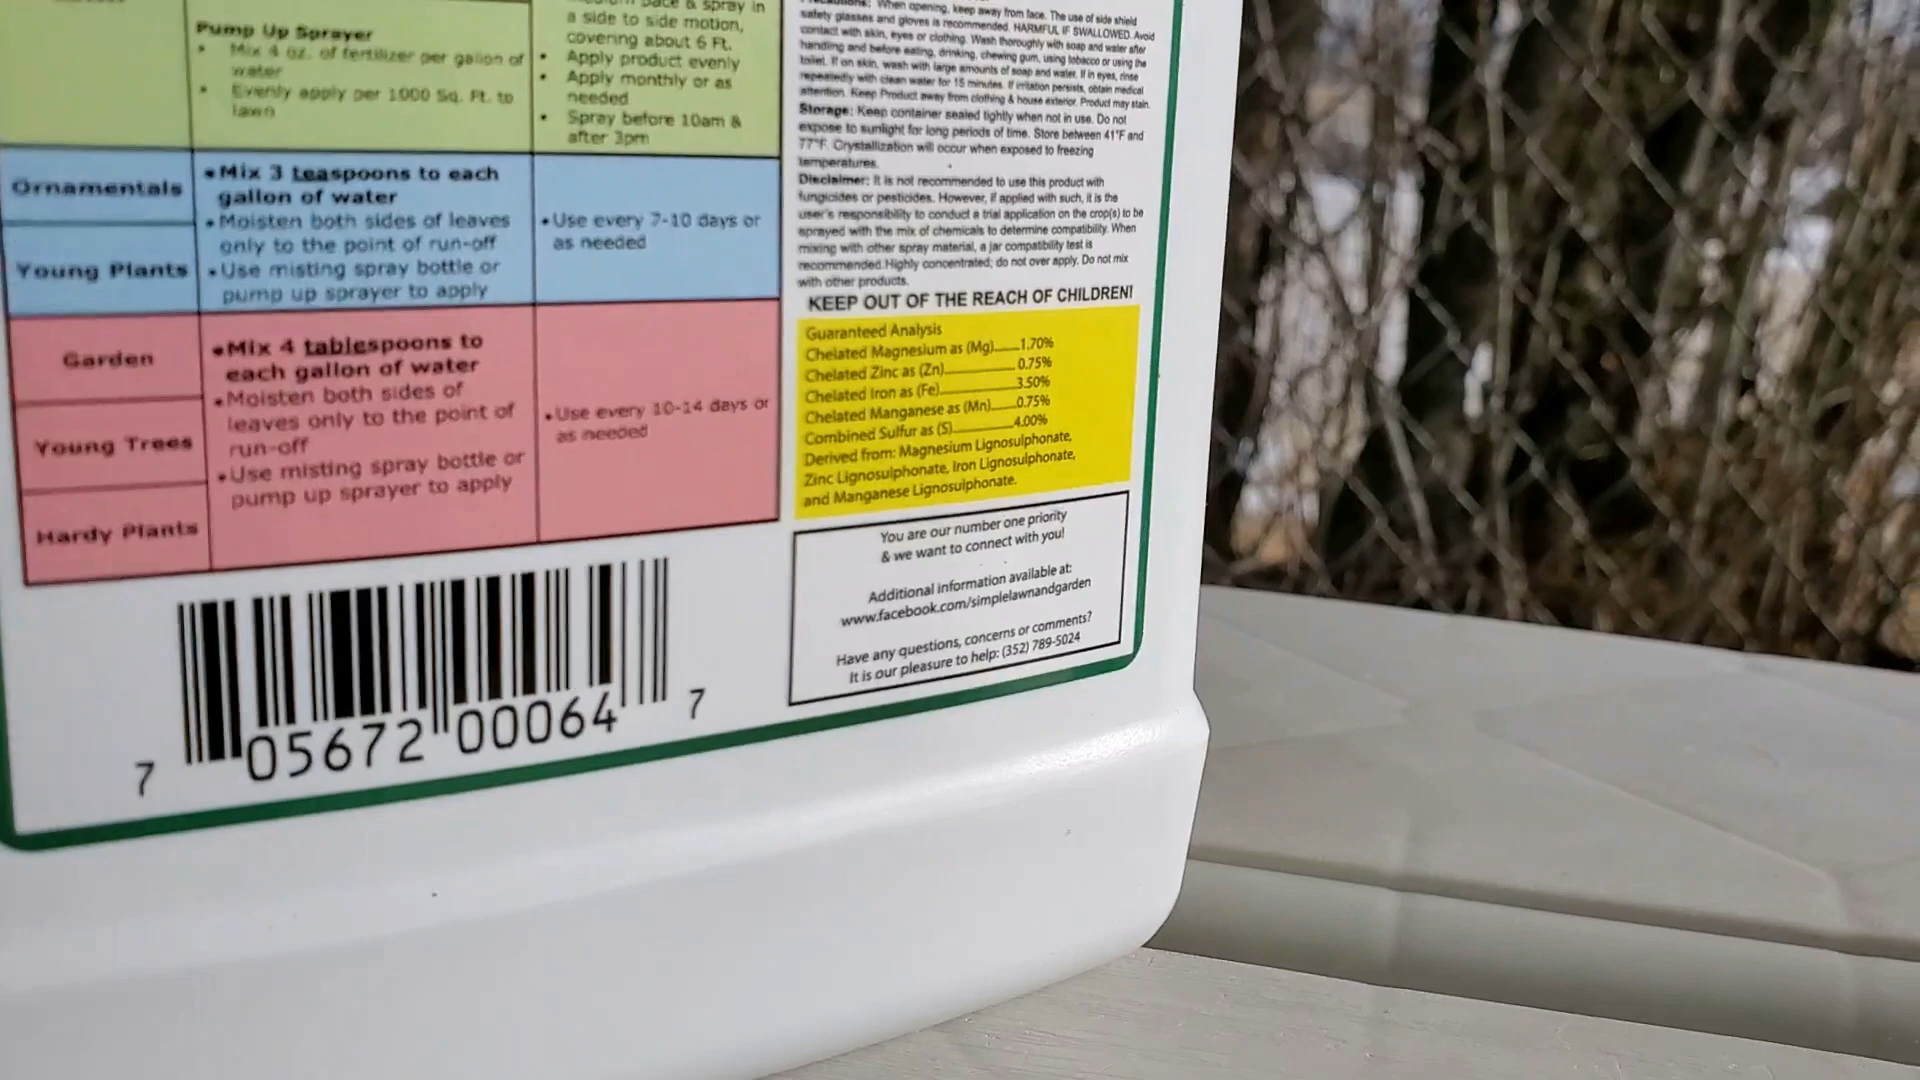 Pump Up Sprayer
• Mix 4 oz. of fertilizer per gallon of
water
• Evenly apply per 1000 Sq. Ft. to
lawn
& spray in
a side to side motion,
covering about 6 Ft.
• Apply product evenly
• Apply monthly or as
needed
• Spray before 10am &
after 3pm
Ornamentals
Young Plants
•Mix 3 teaspoons to each
gallon of water
•Moisten both sides of leaves
only to the point of run-off
•Use misting spray bottle or
pump up sprayer to apply
•Use every 7-10 days or
as needed
Garden
Young Trees
Hardy Plants
•Mix 4 tablespoons to
each gallon of water
•Moisten both sides of
leaves only to the point of
run-off
•Use misting spray bottle or
pump up sprayer to apply
•Use every 10-14 days or
as needed
7 05672 00064 7
When opening, keep away from face. The use of side shield
safety glasses and gloves is recommended. HARMFUL IF SWALLOWED. Avoid
contact with skin, eyes or clothing. Wash thoroughly with soap and water after
handling and before eating, drinking, chewing gum, using tobacco or using the
toilet. If on skin, wash with large amounts of soap and water. If in eyes, rinse
repeatedly with clean water for 15 minutes. If irritation persists, obtain medical
attention. Keep Product away from clothing & house exterior. Product may stain.
Storage: Keep container sealed tightly when not in use. Do not
expose to sunlight for long periods of time. Store between 41°F and
77°F. Crystallization will occur when exposed to freezing
temperatures.
Disclaimer: It is not recommended to use this product with
fungicides or pesticides. However, if applied with such, it is the
user's responsibility to conduct a trial application on the crop(s) to be
sprayed with the mix of chemicals to determine compatibility. When
mixing with other spray material, a jar compatibility test is
recommended.Highly concentrated; do not over apply. Do not mix
with other products.
KEEP OUT OF THE REACH OF CHILDREN!
Guaranteed Analysis
Chelated Magnesium as (Mg)......1.70%
Chelated Zinc as (Zn)..................0.75%
Chelated Iron as (Fe)..................3.50%
Chelated Manganese as (Mn)......0.75%
Combined Sulfur as (S)...............4.00%
Derived from: Magnesium Lignosulphonate,
Zinc Lignosulphonate, Iron Lignosulphonate,
and Manganese Lignosulphonate.
You are our number one priority
& we want to connect with you!
Additional information available at:
www.facebook.com/simplelawnandgarden
Have any questions, concerns or comments?
It is our pleasure to help: (352) 789-5024